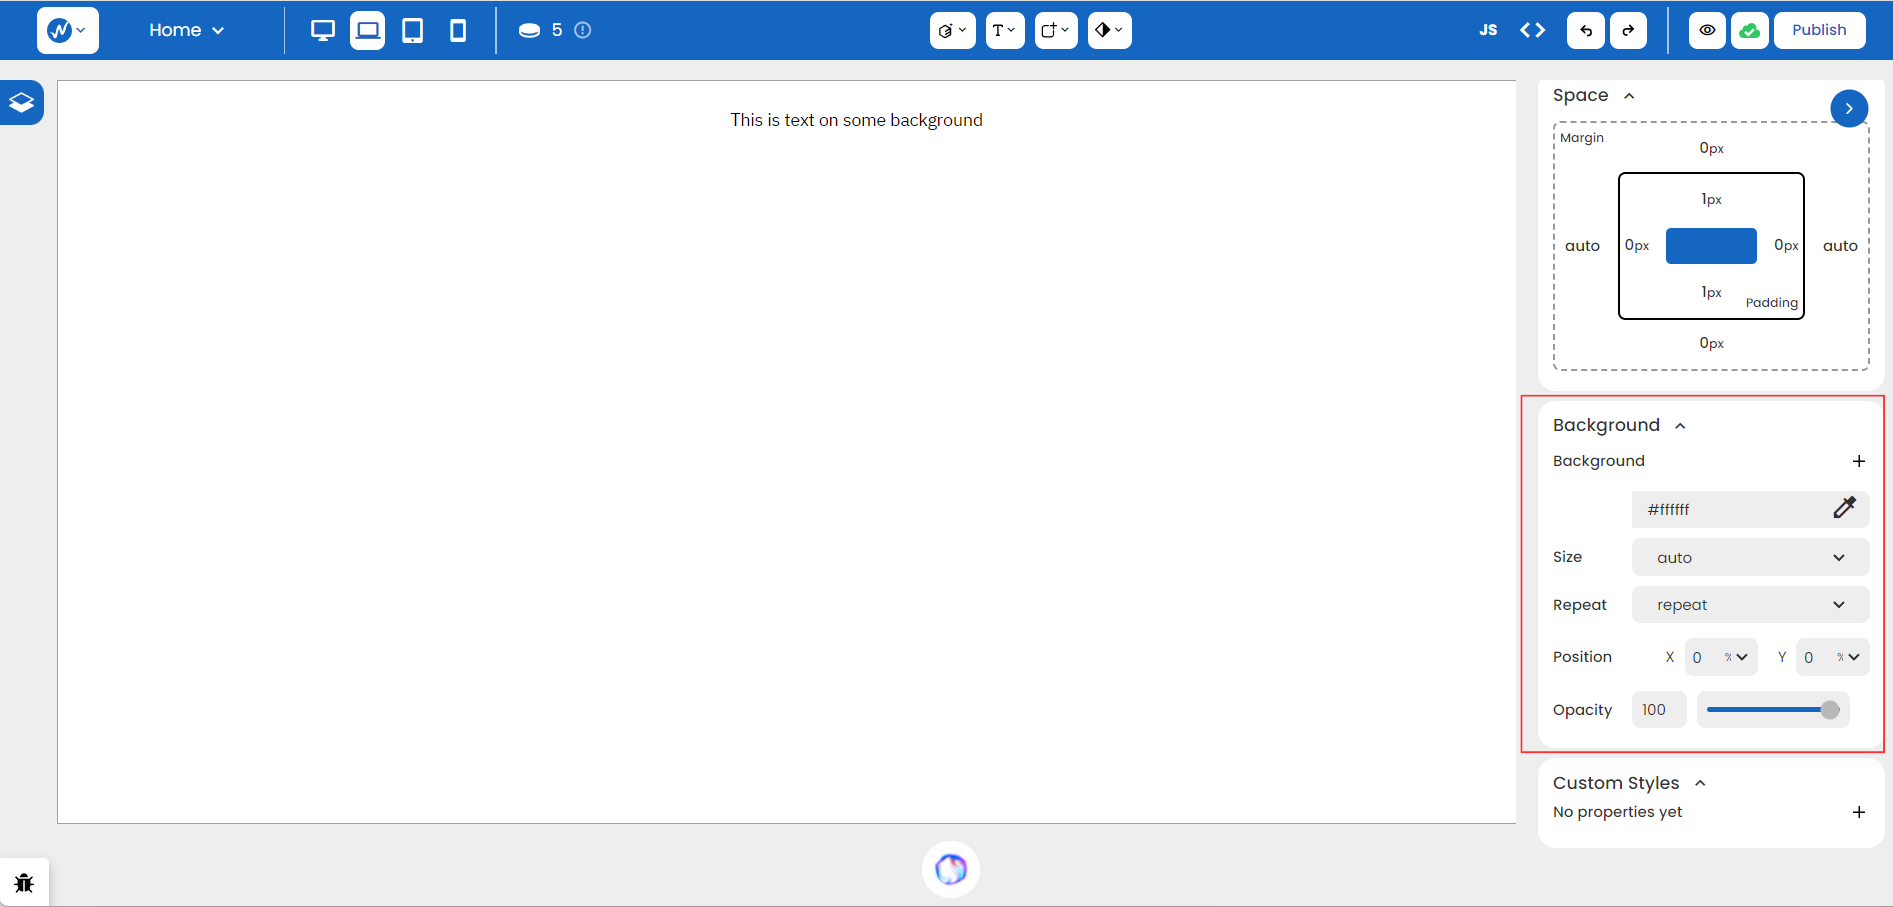 Home
5
T
JS
Publish
This is text on some background
Space
Margin
0px
1px
auto 0px 0px auto
1px
Padding
0px
Background
Background
#ffffff
Size auto
Repeat repeat
Position X 0 % Y 0 %
Opacity 100
Custom Styles
No properties yet